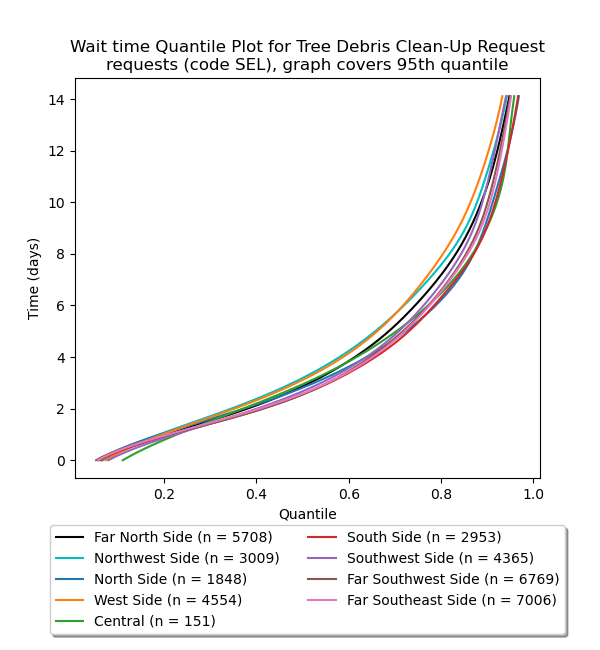 Wait time Quantile Plot for Tree Debris Clean-Up Request
requests (code SEL), graph covers 95th quantile
14
12
10
8
6
4
2
0
Time (days)
0.2 0.4 0.6 0.8 1.0
Quantile
Far North Side (n = 5708)
Northwest Side (n = 3009)
North Side (n = 1848)
West Side (n = 4554)
Central (n = 151)
South Side (n = 2953)
Southwest Side (n = 4365)
Far Southwest Side (n = 6769)
Far Southeast Side (n = 7006)